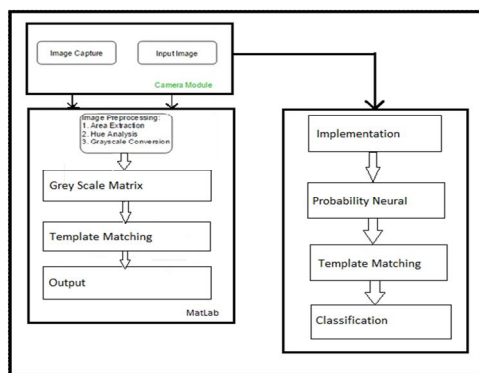 Image Capture
Input Image
Camera Module
Image Preprocessing:
1. Area Extraction
2. Hue Analysis
3. Grayscale Conversion
Grey Scale Matrix
Template Matching
Output
MatLab
Implementation
Probability Neural
Template Matching
Classification